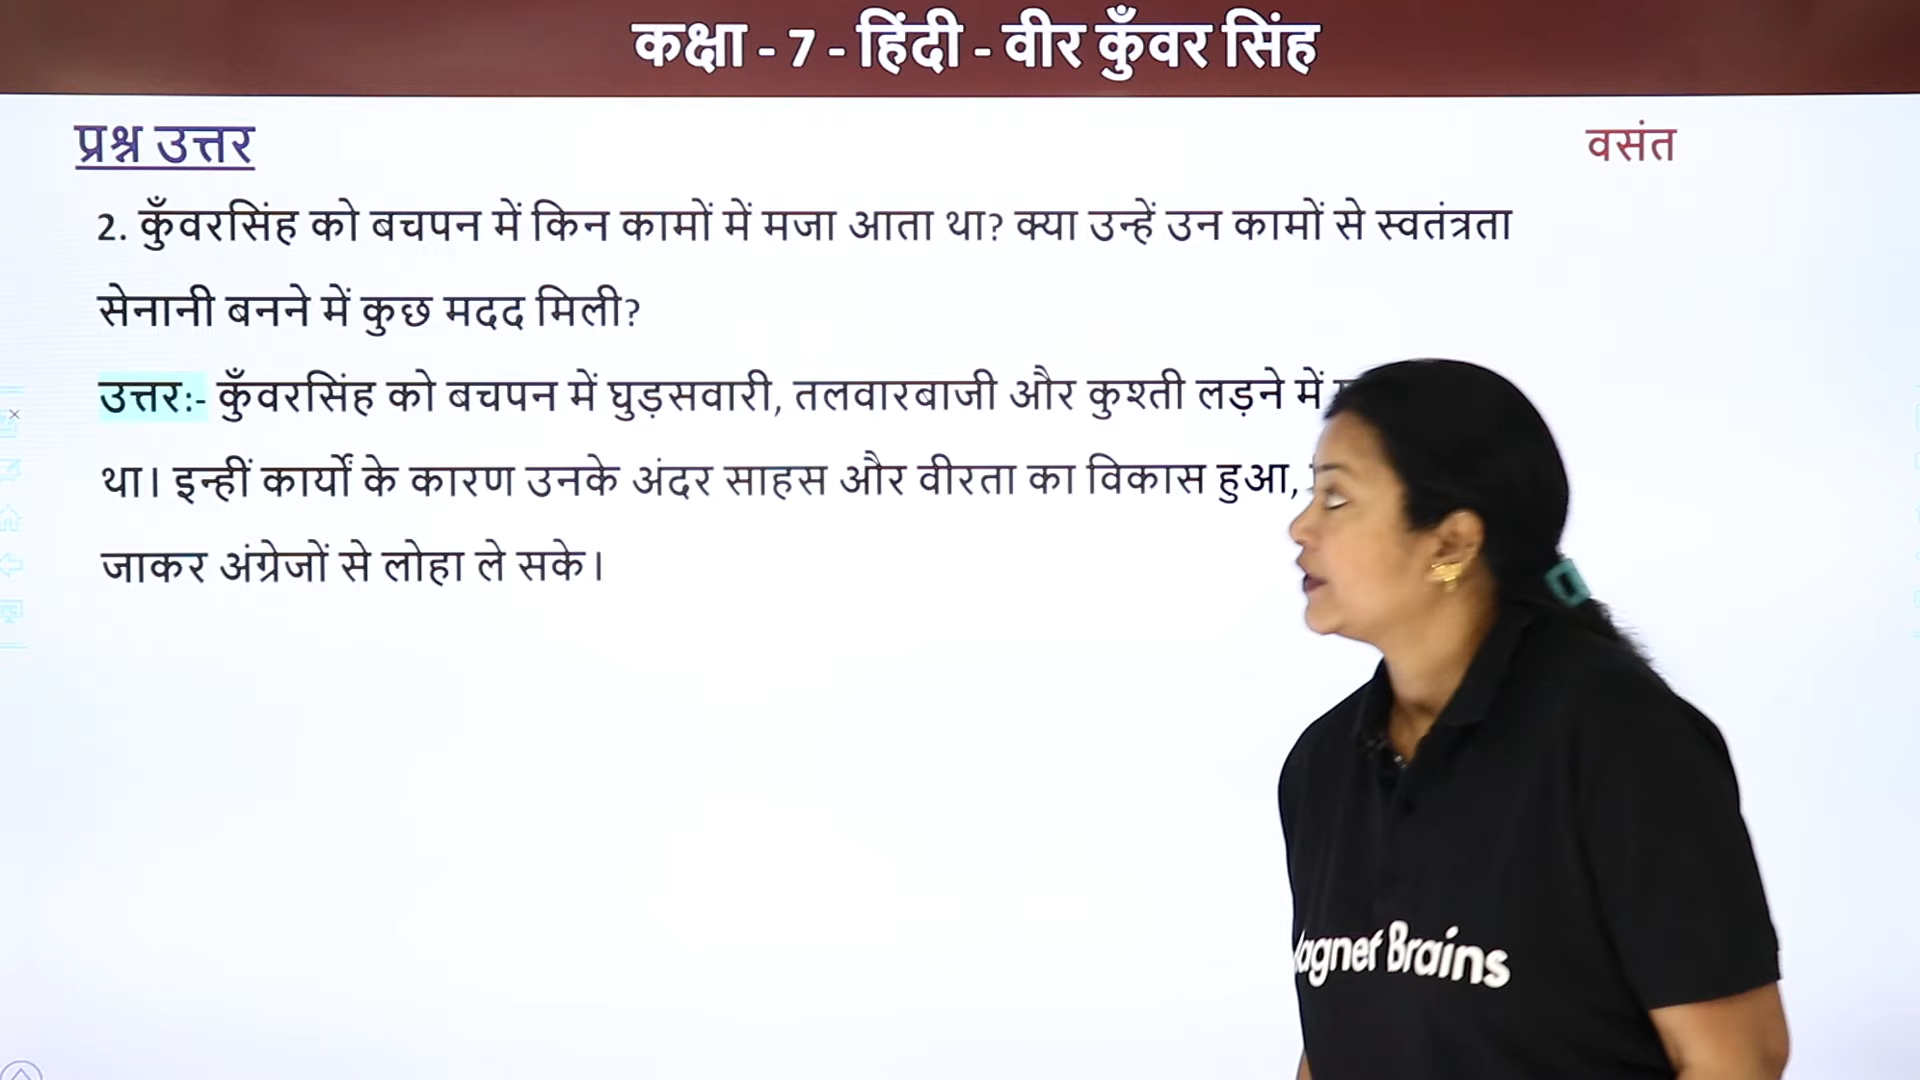 कक्षा - 7 - हिंदी - वीर कुँवर सिंह
प्रश्न उत्तर
वसंत
2. कुँवरसिंह को बचपन में किन कामों में मजा आता था? क्या उन्हें उन कामों से स्वतंत्रता
सेनानी बनने में कुछ मदद मिली?
उत्तरः- कुँवरसिंह को बचपन में घुड़सवारी, तलवारबाजी और कुश्ती लड़ने में
था। इन्हीं कार्यों के कारण उनके अंदर साहस और वीरता का विकास हुआ,
जाकर अंग्रेजों से लोहा ले सके।
Brains